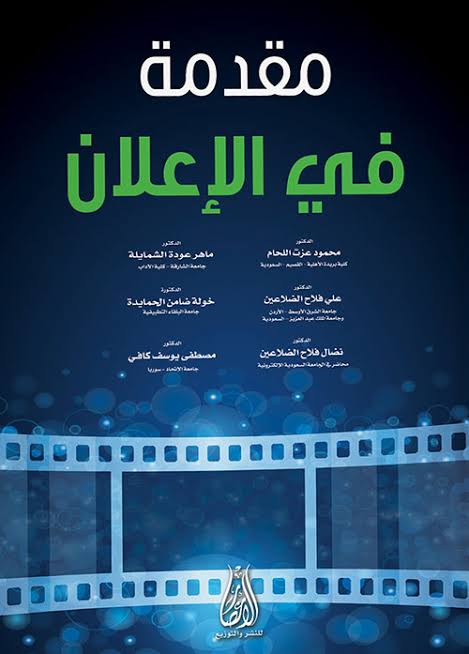 مقدمة
في الإعلان
الدكتور
محمود عزت اللحام
كلية بريدة الأهلية - القصيم - السعودية
الدكتور
ماهر عودة الشمايلة
جامعة الشارقة - كلية الآداب
الدكتور
علي فلاح الضلاعين
جامعة الشرق الأوسط - الأردن
وجامعة الملك عبد العزيز - السعودية
الدكتورة
خولة ضامن الحمايدة
جامعة البلقاء التطبيقية
الدكتور
نضال فلاح الضلاعين
محاضر في الجامعة السعودية الإلكترونية
الدكتور
مصطفى يوسف كافي
جامعة الإتحاد - سوريا
للنشر والتوزيع